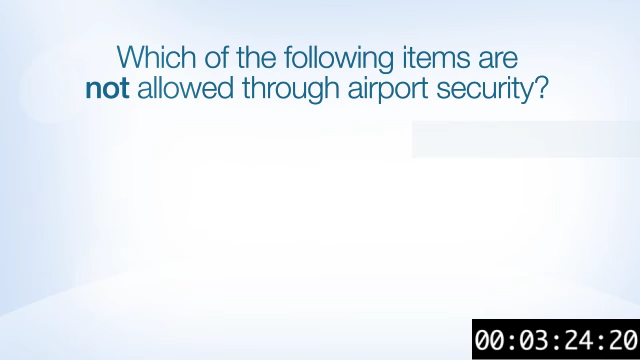 Which of the following items are
not allowed through airport security?
00:03:24:20